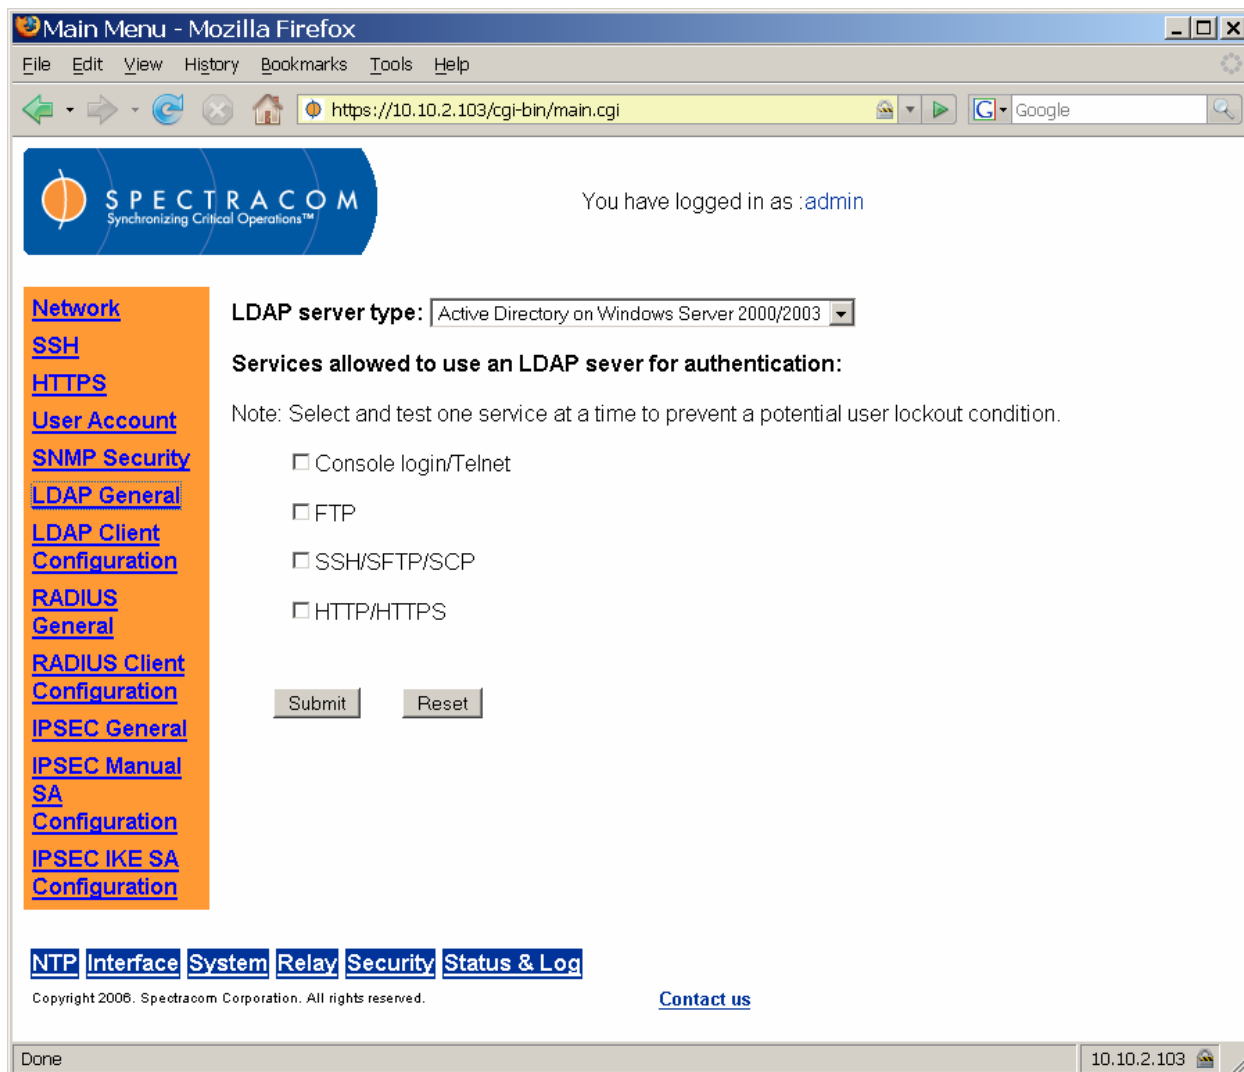 Main Menu - Mozilla Firefox
File Edit View History Bookmarks Tools Help
https://10.10.2.103/cgi-bin/main.cgi
G Google
SPECTRACOM
Synchronizing Critical Operations™
You have logged in as :admin
Network
SSH
HTTPS
User Account
SNMP Security
LDAP General
LDAP Client
Configuration
RADIUS
General
RADIUS Client
Configuration
IPSEC General
IPSEC Manual
SA
Configuration
IPSEC IKE SA
Configuration
LDAP server type: Active Directory on Windows Server 2000/2003
Services allowed to use an LDAP sever for authentication:
Note: Select and test one service at a time to prevent a potential user lockout condition.
Console login/Telnet
FTP
SSH/SFTP/SCP
HTTP/HTTPS
Submit Reset
NTP Interface System Relay Security Status & Log
Copyright 2006. Spectracom Corporation. All rights reserved.
Contact us
Done
10.10.2.103